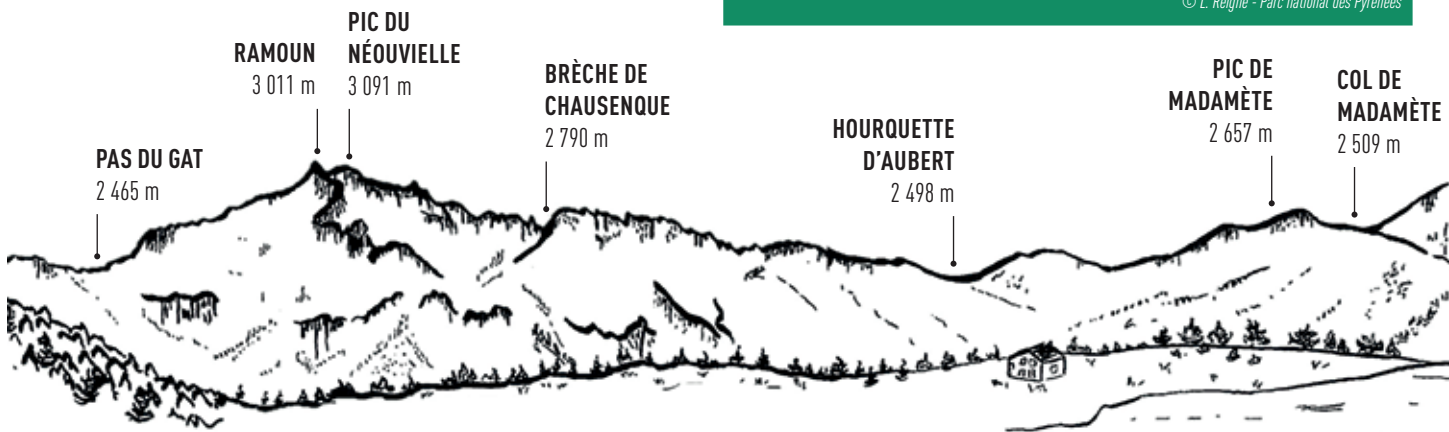 © L. Reigne - Parc national des Pyrénées
RAMOUN
3 011 m
PIC DU
NÉOUVIELLE
3 091 m
BRÈCHE DE
CHAUSENQUE
2 790 m
PAS DU GAT
2 465 m
HOURQUETTE
D'AUBERT
2 498 m
PIC DE
MADAMÈTE
2 657 m
COL DE
MADAMÈTE
2 509 m